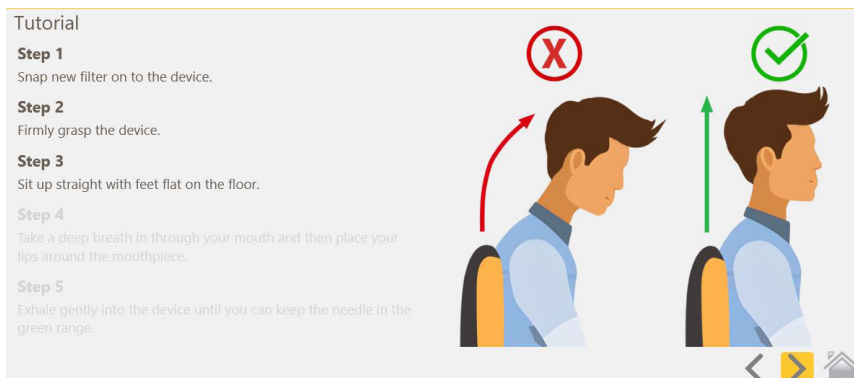 Tutorial
Step 1
Snap new filter on to the device.
Step 2
Firmly grasp the device.
Step 3
Sit up straight with feet flat on the floor.
Step 4
Take a deep breath in through your mouth and then place your
lips around the mouthpiece.
Step 5
Exhale gently into the device until you can keep the needle in the
green range.
X